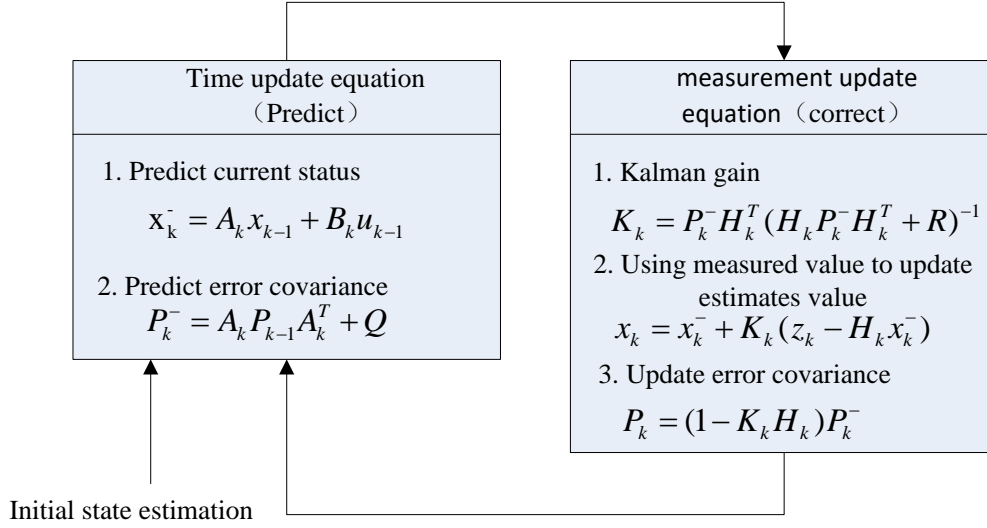 Time update equation
（Predict）
1. Predict current status
x_k^- = A_k x_{k-1} + B_k u_{k-1}
2. Predict error covariance
P_k^- = A_k P_{k-1} A_k^T + Q
Initial state estimation
measurement update
equation（correct）
1. Kalman gain
K_k = P_k^- H_k^T (H_k P_k^- H_k^T + R)^{-1}
2. Using measured value to update
estimates value
x_k = x_k^- + K_k (z_k − H_k x_k^-)
3. Update error covariance
P_k = (1 − K_k H_k) P_k^-